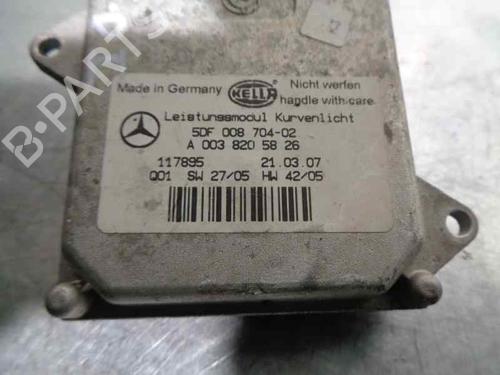 B-PARTS
Made in Germany HELLA Nicht werfen
handle with care
Leistungsmodul Kurvenlicht
5DF 008 704-02
A 003 820 58 26
117895 21.03.07
Q01 SW 27/05 HW 42/05